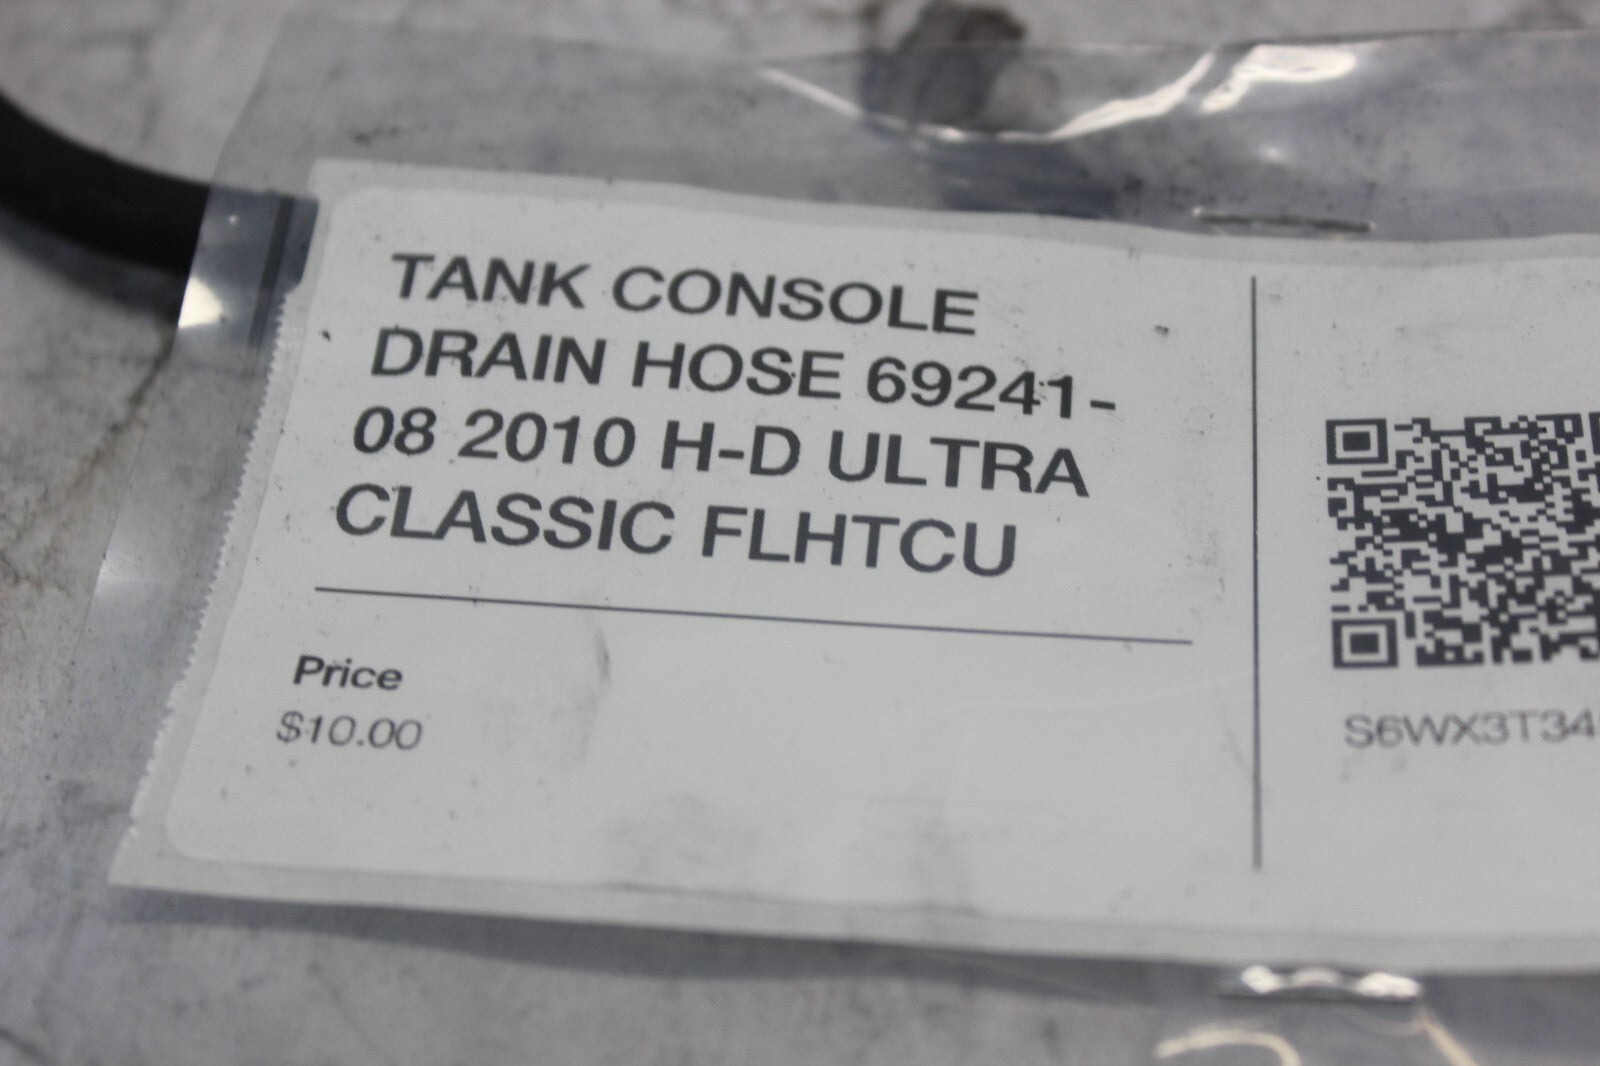 TANK CONSOLE
DRAIN HOSE 69241-
08 2010 H-D ULTRA
CLASSIC FLHTCU
Price
$10.00
S6WX3T34